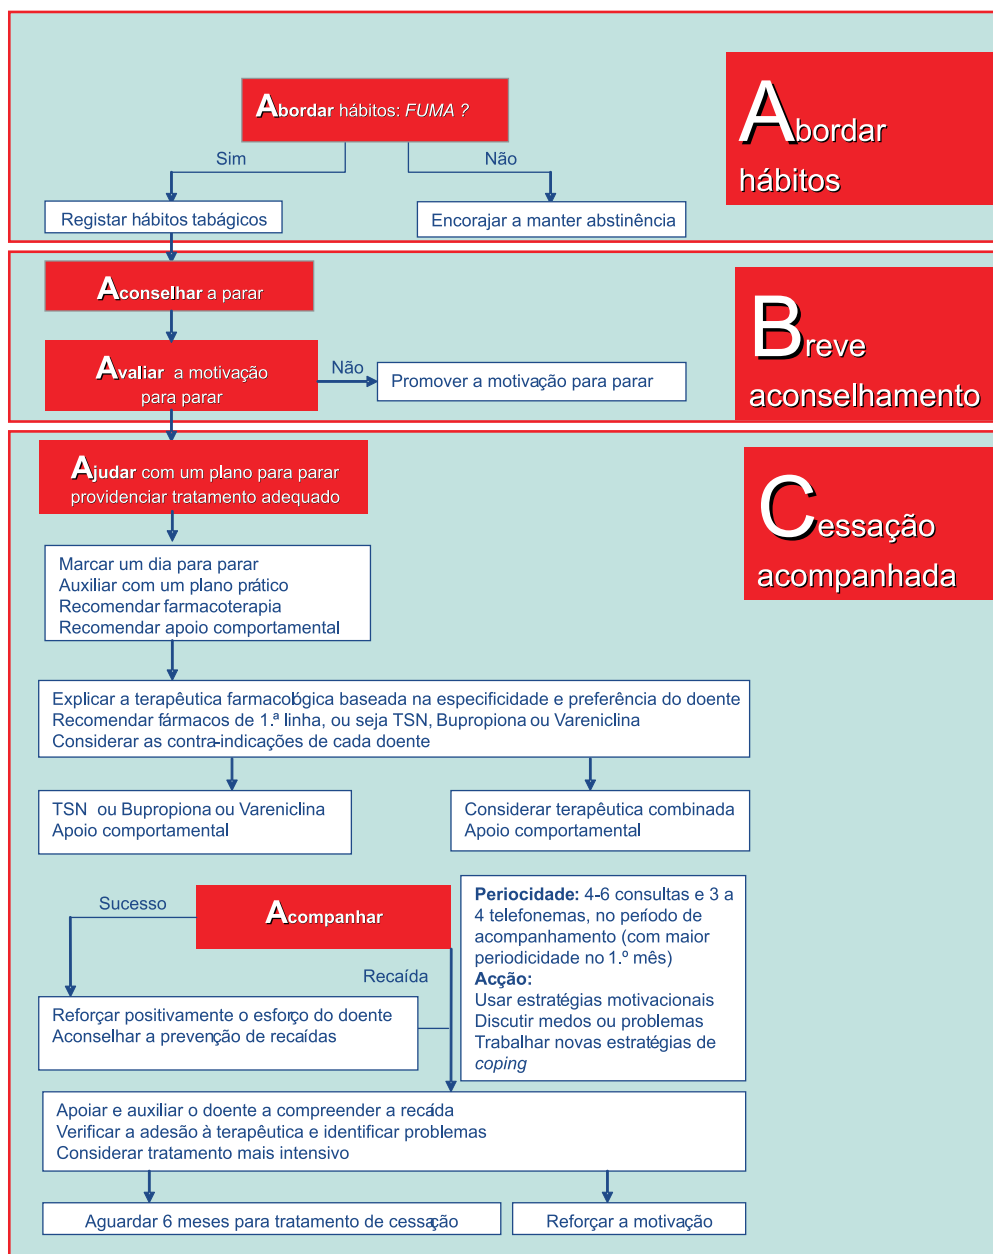 Abordar hábitos: FUMA ?
Abordar
hábitos
Sim
Não
Registar hábitos tabágicos
Encorajar a manter abstinência
Aconselhar a parar
Breve
aconselhamento
Avaliar a motivação
para parar
Não
Promover a motivação para parar
Ajudar com um plano para parar
providenciar tratamento adequado
Cessação
acompanhada
Marcar um dia para parar
Auxiliar com um plano prático
Recomendar farmacoterapia
Recomendar apoio comportamental
Explicar a terapêutica farmacológica baseada na especificidade e preferência do doente
Recomendar fármacos de 1.ª linha, ou seja TSN, Bupropiona ou Vareniclina
Considerar as contra-indicações de cada doente
TSN ou Bupropiona ou Vareniclina
Apoio comportamental
Considerar terapêutica combinada
Apoio comportamental
Sucesso
Acompanhar
Recaída
Periocidade: 4-6 consultas e 3 a
4 telefonemas, no período de
acompanhamento (com maior
periodicidade no 1.º mês)
Acção:
Usar estratégias motivacionais
Discutir medos ou problemas
Trabalhar novas estratégias de
coping
Reforçar positivamente o esforço do doente
Aconselhar a prevenção de recaídas
Apoiar e auxiliar o doente a compreender a recaída
Verificar a adesão à terapêutica e identificar problemas
Considerar tratamento mais intensivo
Aguardar 6 meses para tratamento de cessação
Reforçar a motivação